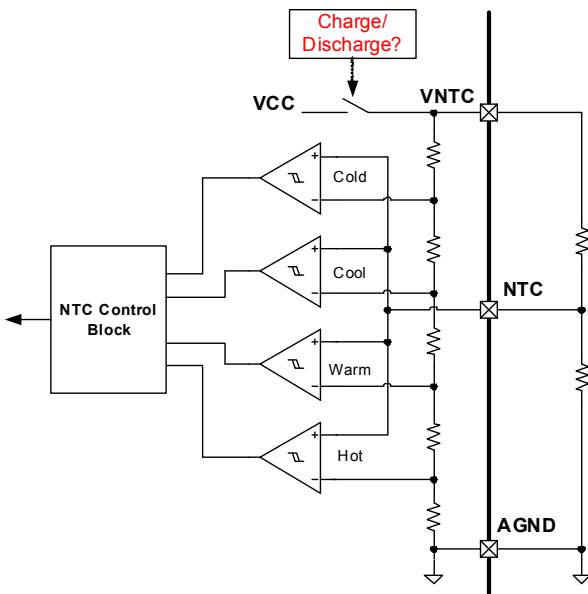 Charge/
Discharge?
VCC
VNTC
+
Cold
−
+
Cool
−
NTC
NTC Control
Block
+
Warm
−
+
Hot
−
AGND